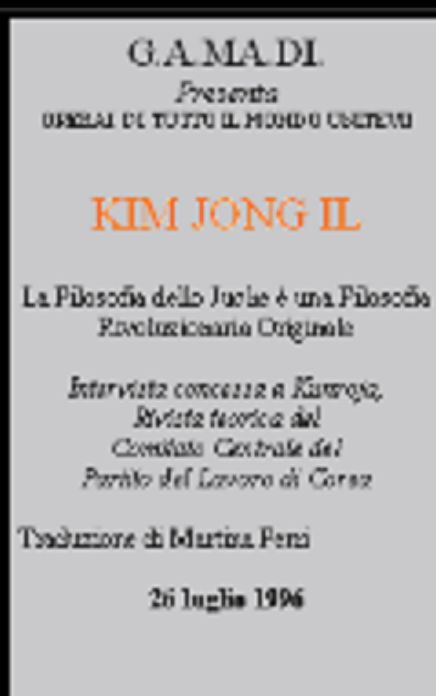 G.A.MA.DI.
Presenta
OPERAI DI TUTTO IL MONDO UNITEVI
KIM JONG IL
La Filosofia dello Juche è una Filosofia
Rivoluzionaria Originale
Intervista concessa a Kunroja,
Rivista teorica del
Comitato Centrale del
Partito del Lavoro di Corea
Traduzione di Martina
26 luglio 1996